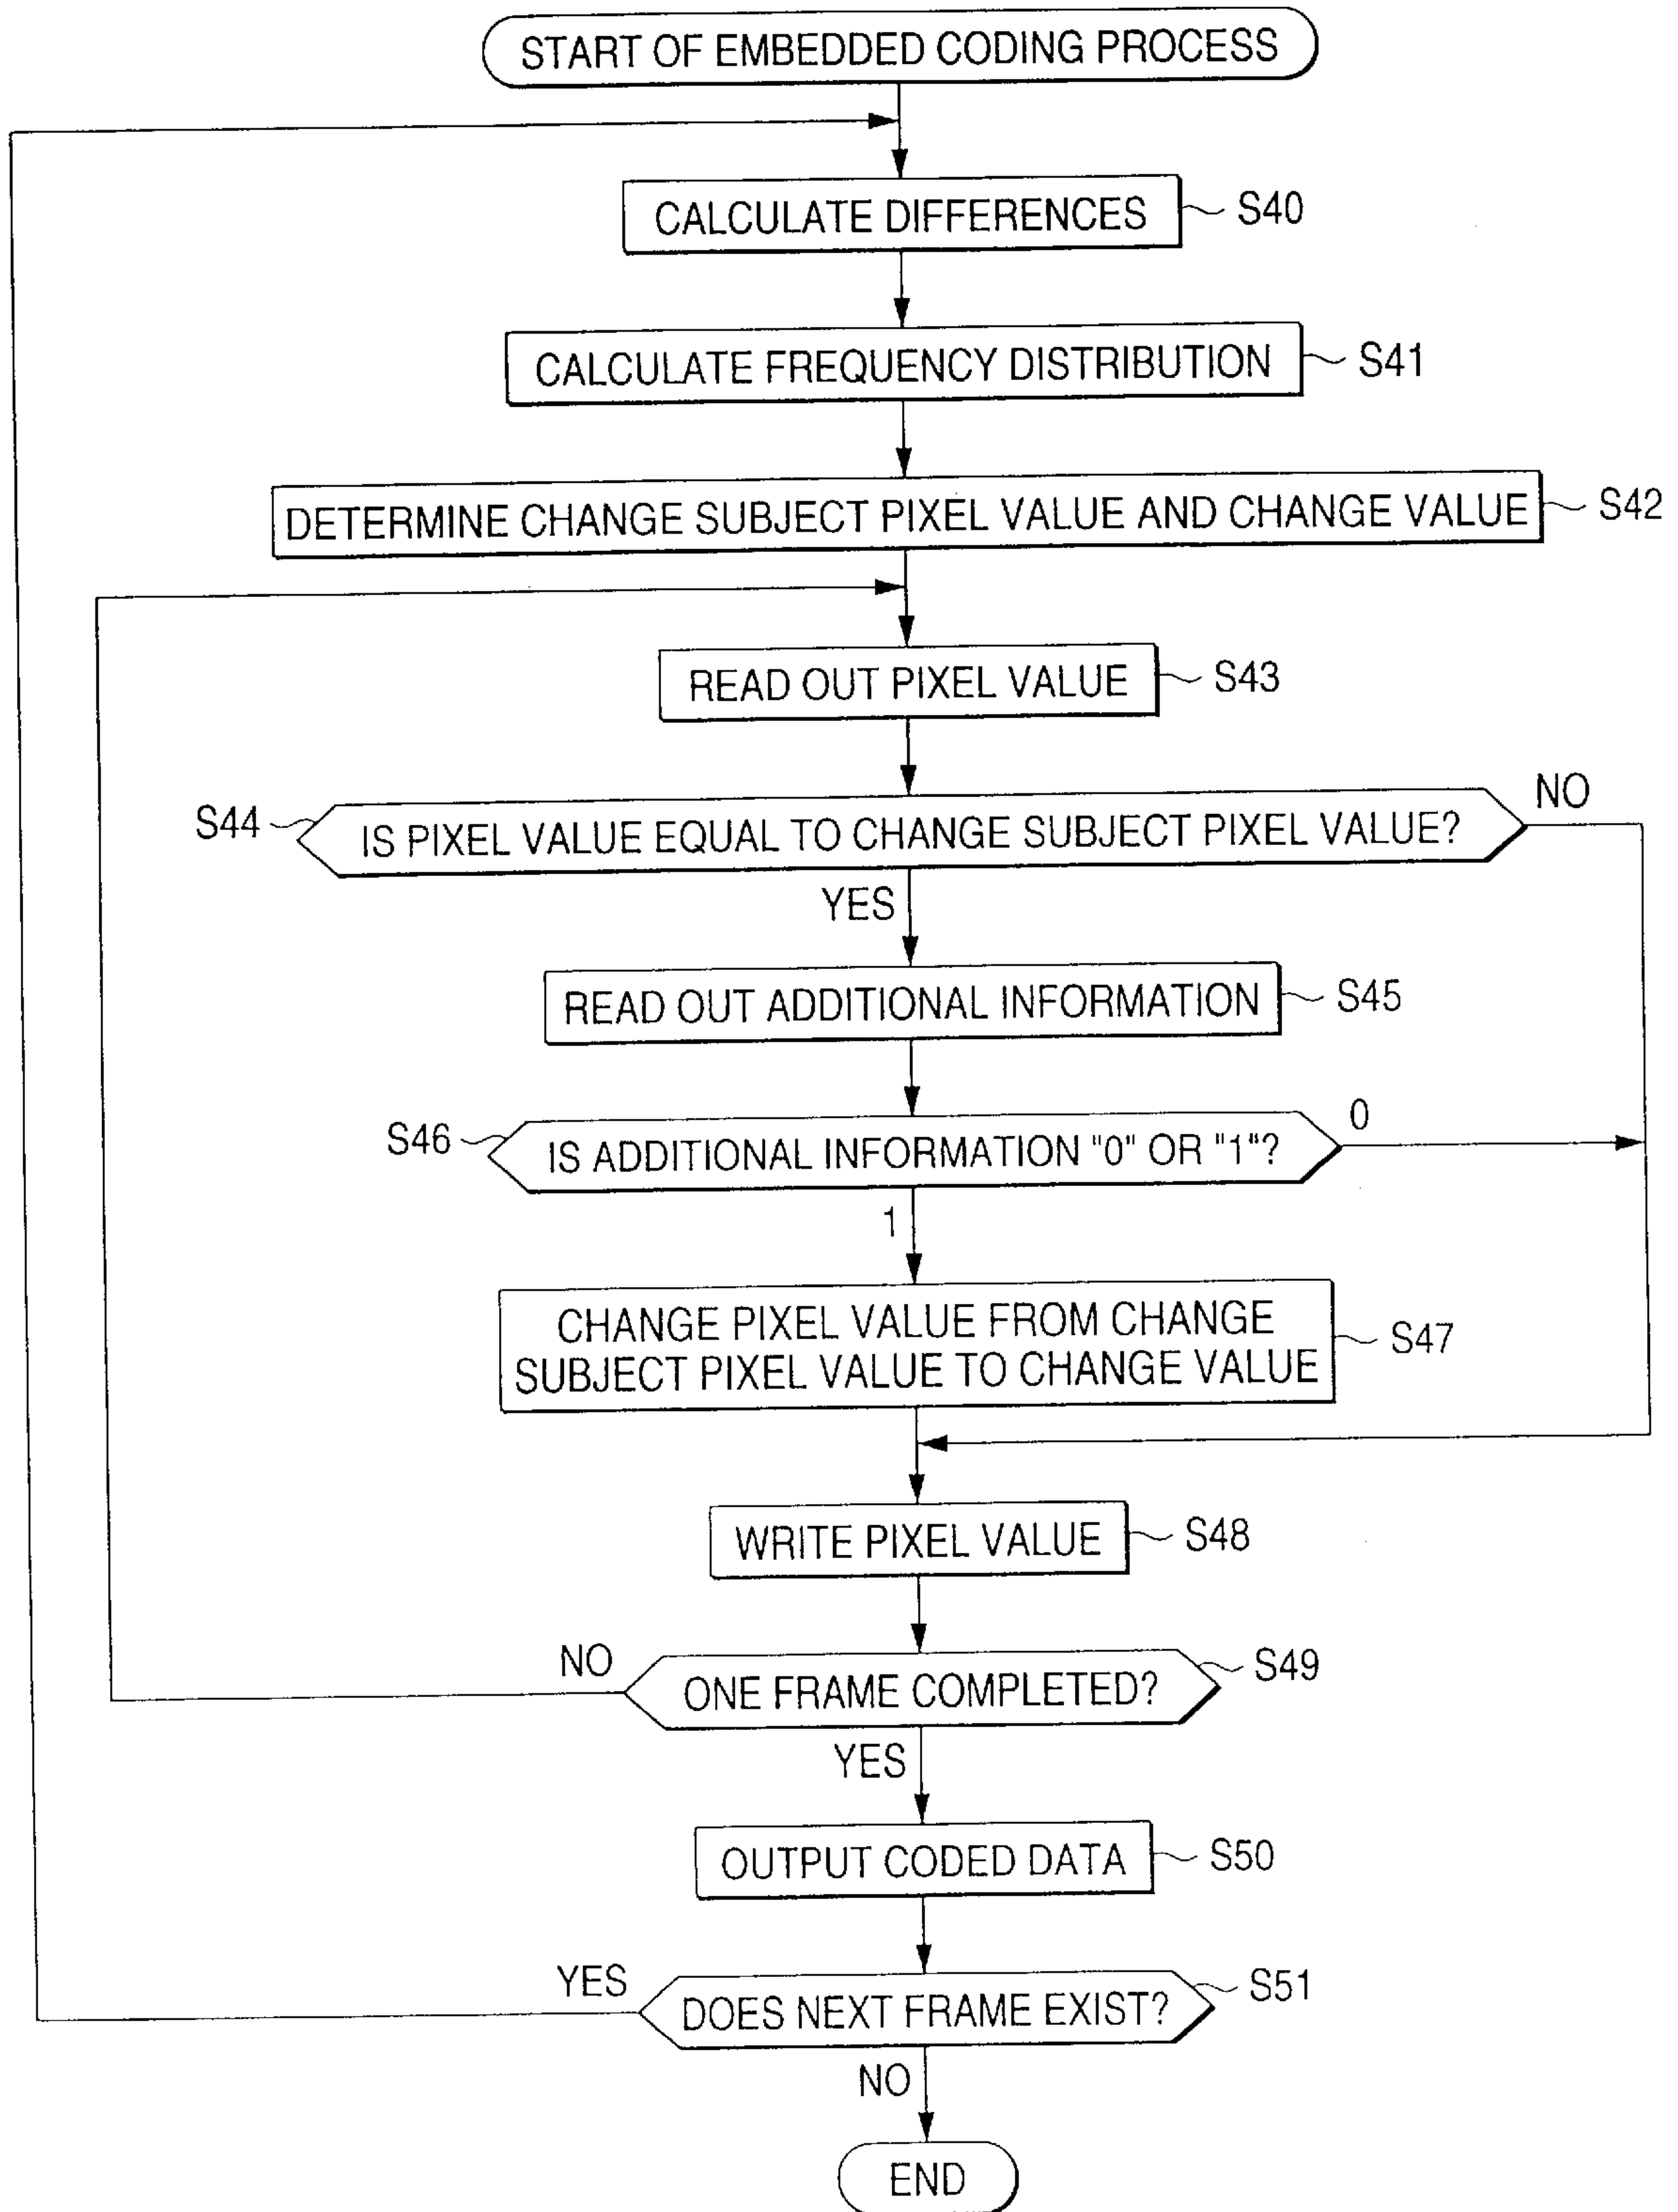 START OF EMBEDDED CODING PROCESS
CALCULATE DIFFERENCES
S40
CALCULATE FREQUENCY DISTRIBUTION
S41
DETERMINE CHANGE SUBJECT PIXEL VALUE AND CHANGE VALUE
S42
READ OUT PIXEL VALUE
S43
S44
IS PIXEL VALUE EQUAL TO CHANGE SUBJECT PIXEL VALUE?
NO
YES
READ OUT ADDITIONAL INFORMATION
S45
S46
IS ADDITIONAL INFORMATION "0" OR "1"?
0
1
CHANGE PIXEL VALUE FROM CHANGE
SUBJECT PIXEL VALUE TO CHANGE VALUE
S47
WRITE PIXEL VALUE
S48
NO
ONE FRAME COMPLETED?
S49
YES
OUTPUT CODED DATA
S50
YES
DOES NEXT FRAME EXIST?
S51
NO
END